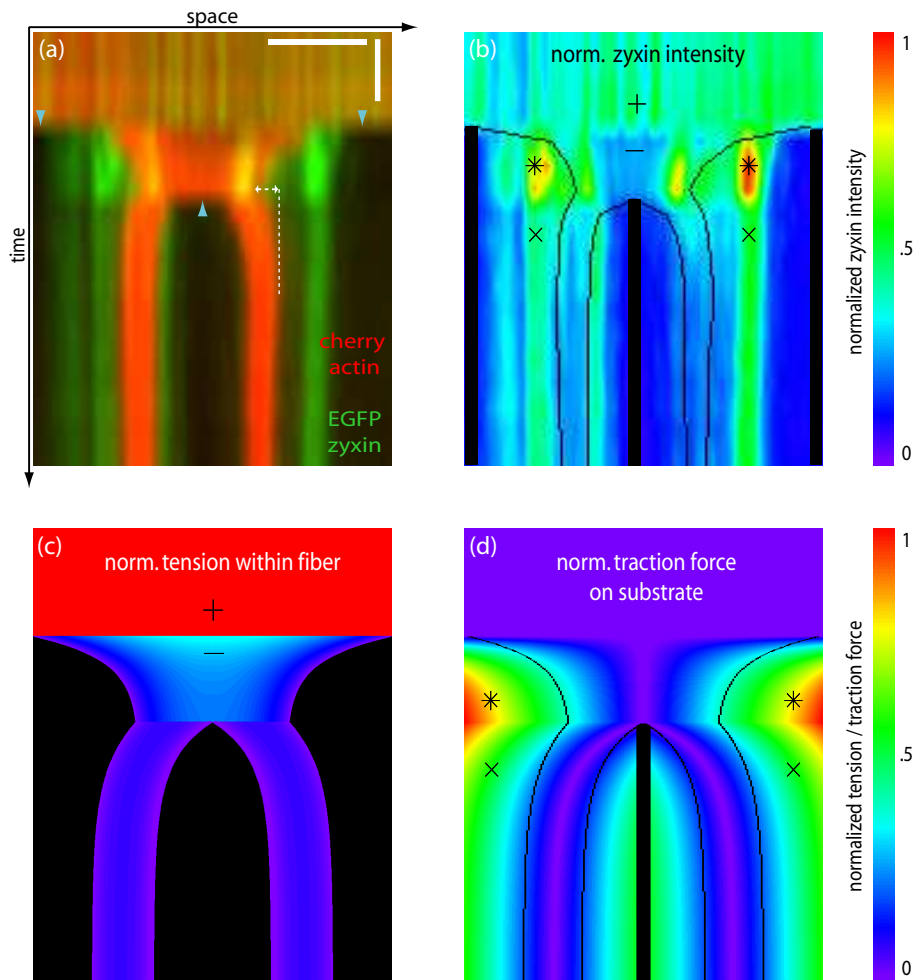 space
time
(a)
cherry
actin
EGFP
zyxin
(b)
norm. zyxin intensity
+
−
*
*
×
×
1
.5
0
normalized zyxin intensity
(c)
norm. tension within fiber
+
−
(d)
norm. traction force
on substrate
*
*
×
×
1
.5
0
normalized tension / traction force